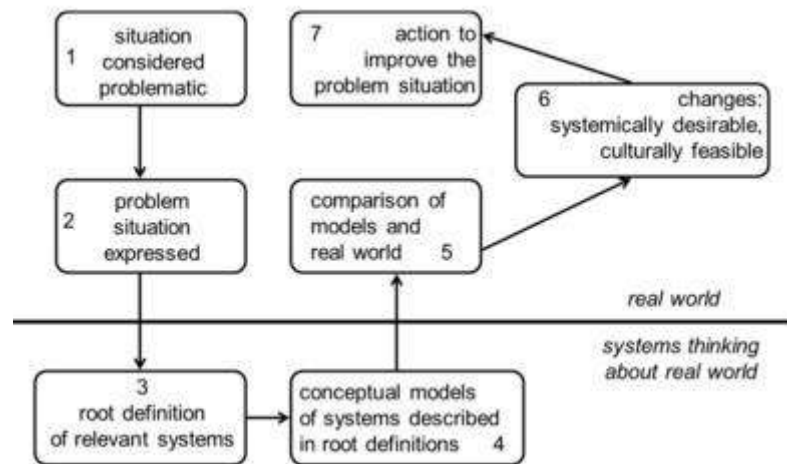 1 situation
considered
problematic
2 problem
situation
expressed
3
root definition
of relevant systems
conceptual models
of systems described
in root definitions 4
comparison of
models and
real world 5
6 changes:
systemically desirable,
culturally feasible
7 action to
improve the
problem situation
real world
systems thinking
about real world